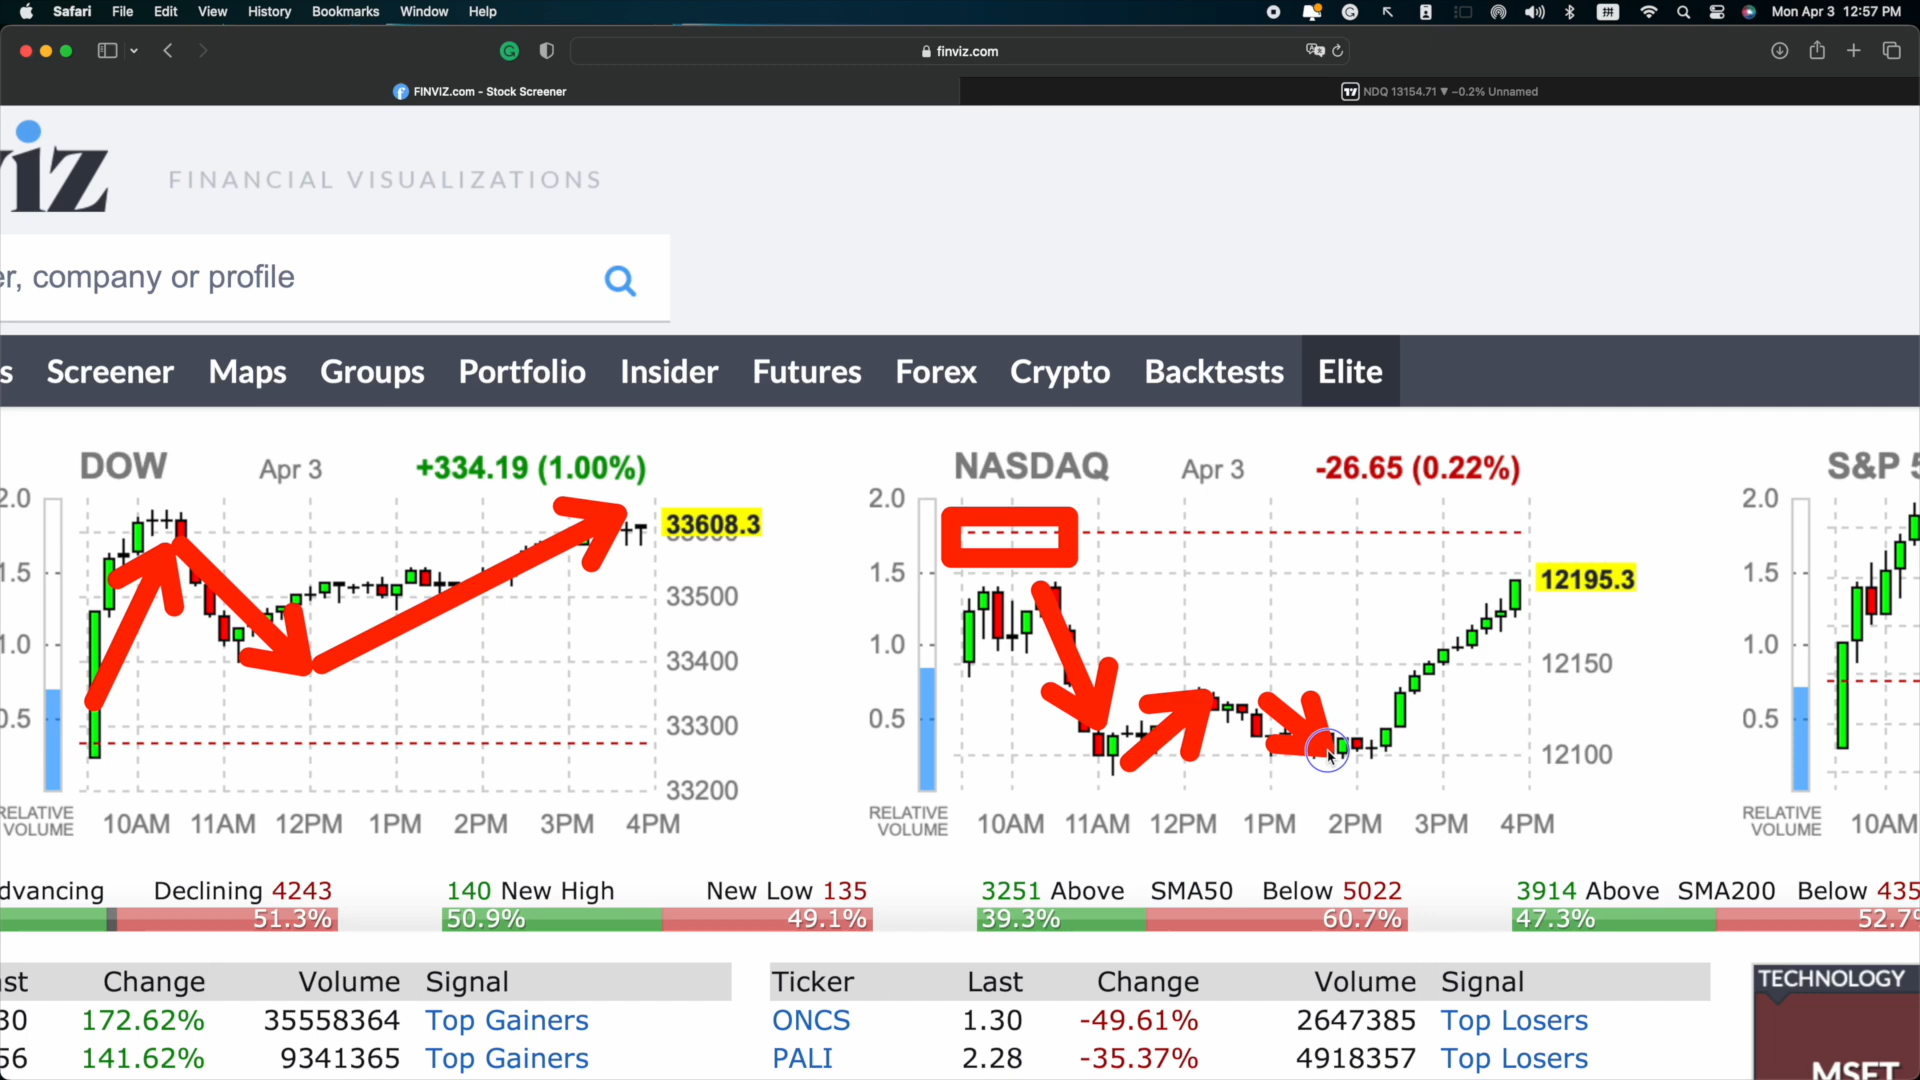 Safari File Edit View History Bookmarks Window Help Mon Apr 3 12:57 PM
finviz.com
FINVIZ.com - Stock Screener NDQ 13154.71 ▼ −0.2% Unnamed
viz FINANCIAL VISUALIZATIONS
er, company or profile
s Screener Maps Groups Portfolio Insider Futures Forex Crypto Backtests Elite
DOW Apr 3 +334.19 (1.00%)
2.0
1.5
1.0
0.5
33608.3
33500
33400
33300
33200
RELATIVE
VOLUME
10AM 11AM 12PM 1PM 2PM 3PM 4PM
NASDAQ Apr 3 -26.65 (0.22%)
2.0
1.5
1.0
0.5
12195.3
12150
12100
RELATIVE
VOLUME
10AM 11AM 12PM 1PM 2PM 3PM 4PM
S&P 5
2.0
1.5
1.0
0.5
RELATIVE
VOLUME
10AM
dvancing Declining 4243 140 New High New Low 135 3251 Above SMA50 Below 5022 3914 Above SMA200 Below 435
51.3% 50.9% 49.1% 39.3% 60.7% 47.3% 52.7%
st Change Volume Signal
30 172.62% 35558364 Top Gainers
56 141.62% 9341365 Top Gainers
Ticker Last Change Volume Signal
ONCS 1.30 -49.61% 2647385 Top Losers
PALI 2.28 -35.37% 4918357 Top Losers
TECHNOLOGY
MSFT